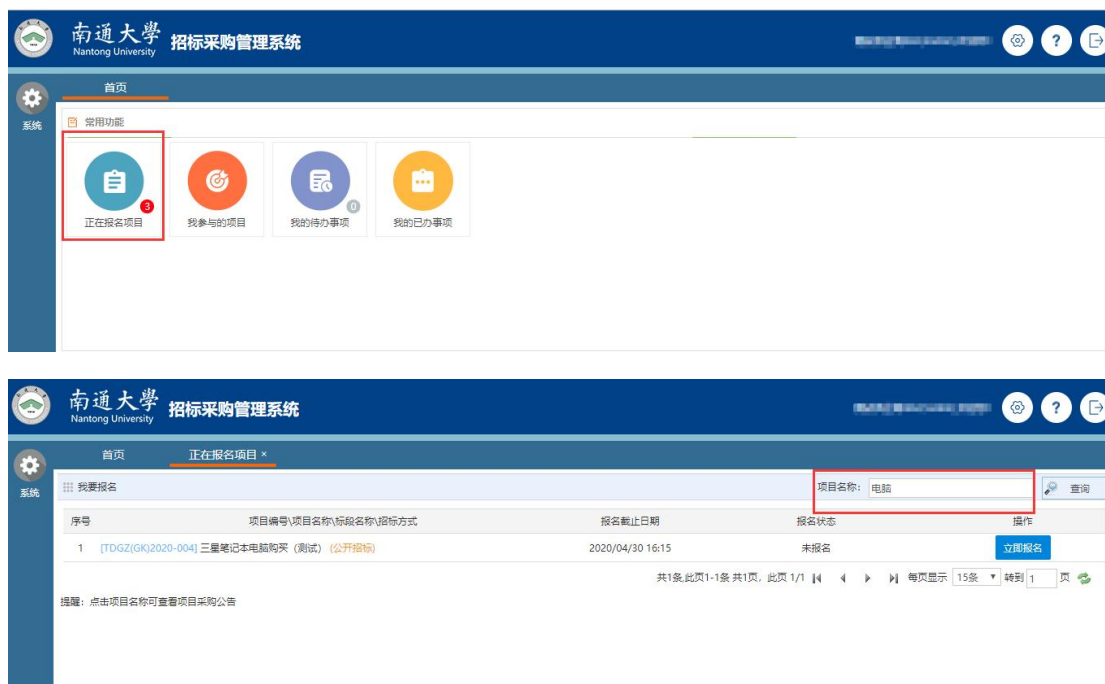 南通大學
Nantong University
招标采购管理系统
?
首页
系统
常用功能
3
0
正在报名项目
我参与的项目
我的待办事项
我的已办事项
南通大學
Nantong University
招标采购管理系统
?
首页 正在报名项目 ×
系统
我要报名 项目名称: 电脑 查询
序号 项目编号\项目名称\标段名称\招标方式 报名截止日期 报名状态 操作
1 [TDGZ(GK)2020-004] 三星笔记本电脑购买（测试） (公开招标) 2020/04/30 16:15 未报名 立即报名
共1条,此页1-1条 共1页, 此页 1/1 每页显示 15条 转到 1 页
提醒：点击项目名称可查看项目采购公告